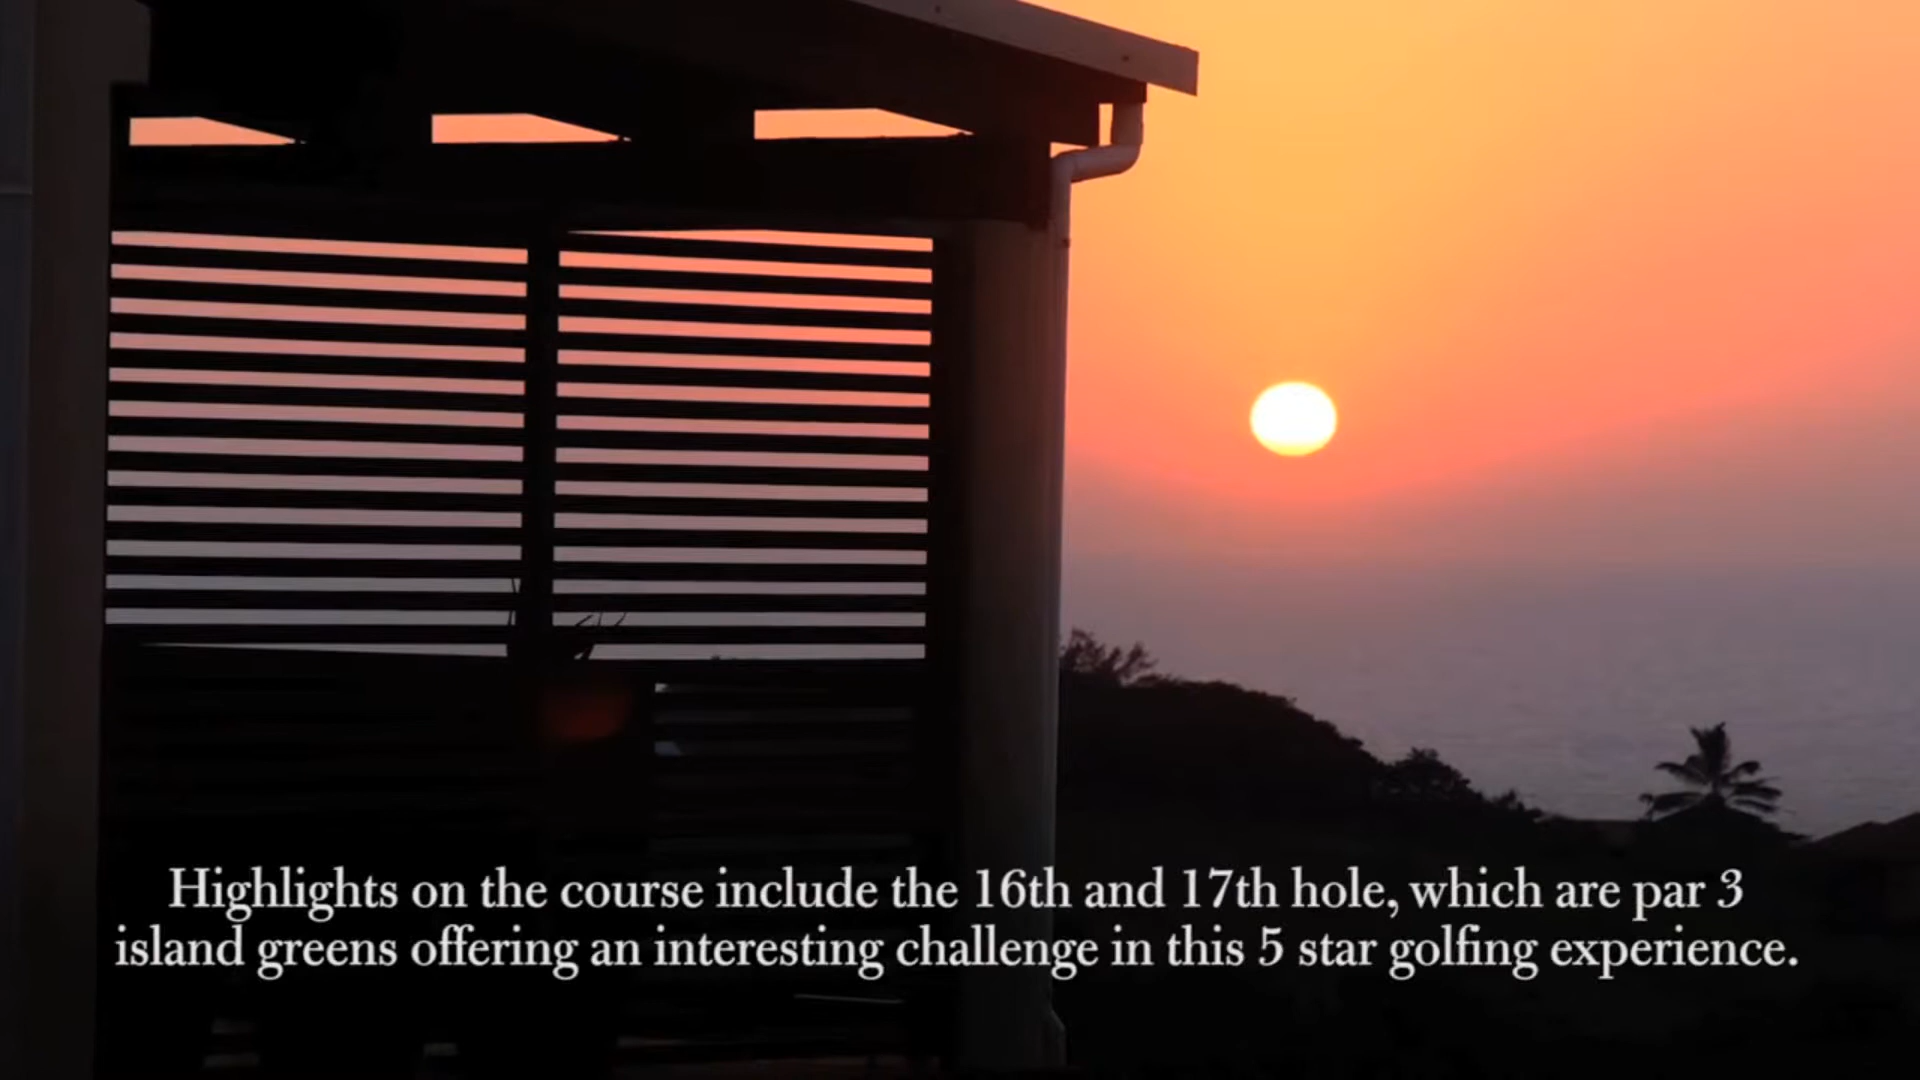 Highlights on the course include the 16th and 17th hole, which are par 3
island greens offering an interesting challenge in this 5 star golfing experience.